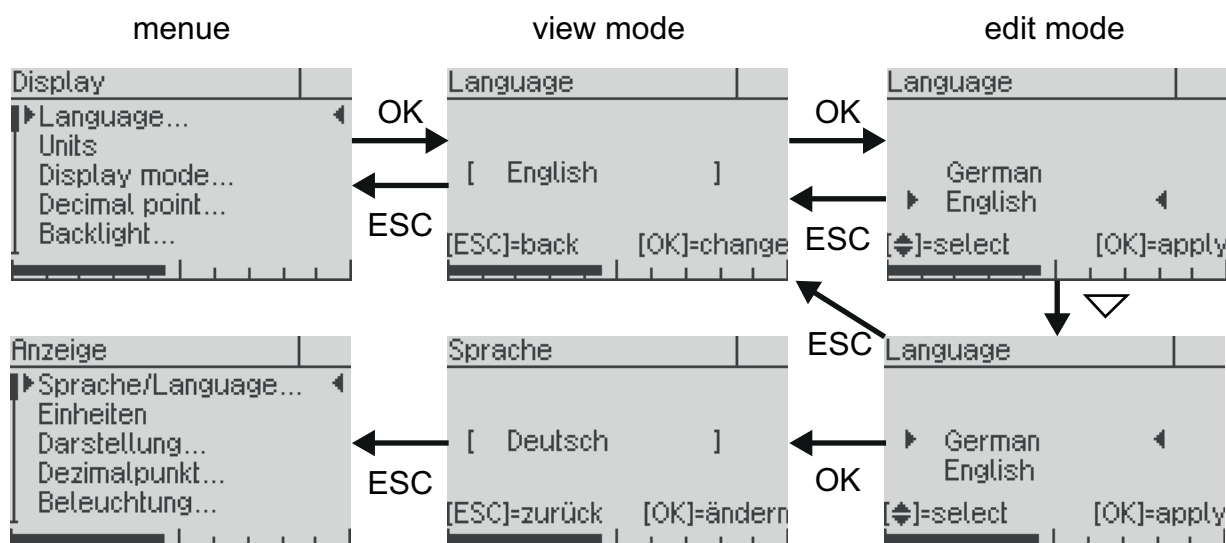 menue
view mode
edit mode
Display
Language...
Units
Display mode...
Decimal point...
Backlight...
OK
ESC
Language
[ English ]
[ESC]=back [OK]=change
OK
ESC
Language
German
English
[]=select [OK]=apply
Anzeige
Sprache/Language...
Einheiten
Darstellung...
Dezimalpunkt...
Beleuchtung...
ESC
Sprache
[ Deutsch ]
[ESC]=zurück [OK]=ändern
ESC
OK
Language
German
English
[]=select [OK]=apply